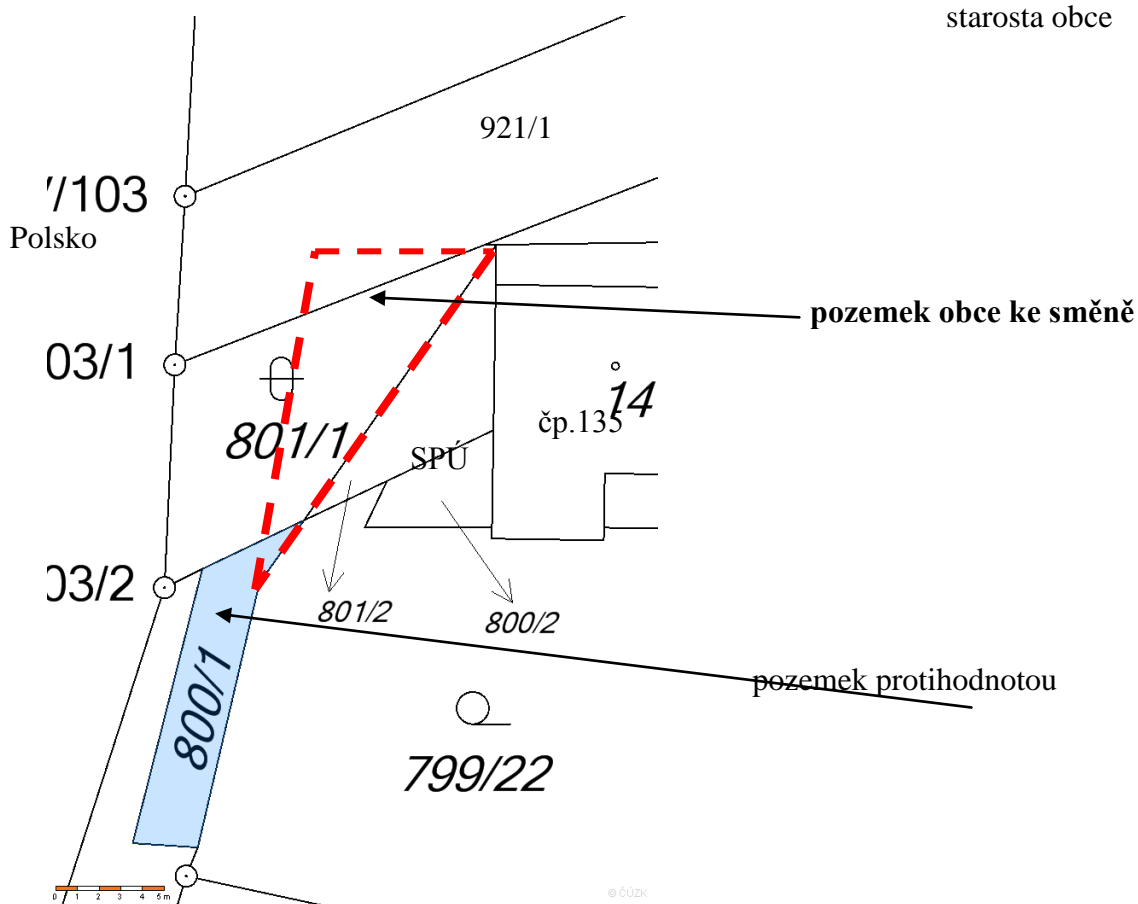 starosta obce
921/1
/103
Polsko
pozemek obce ke směně
03/1
14
čp.135
801/1
SPÚ
03/2
801/2
800/2
800/1
pozemek protihodnotou
799/22
0 1 2 3 4 5 m
© ČÚZK